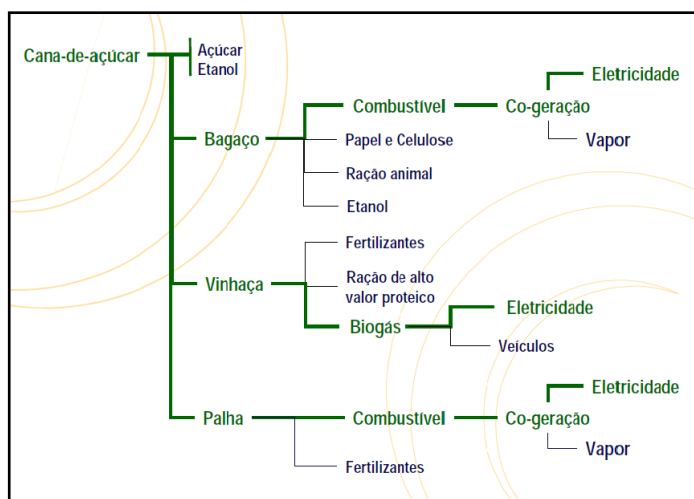 Cana-de-açúcar
Açúcar
Etanol
Eletricidade
Combustível
Co-geração
Bagaço
Papel e Celulose
Vapor
Ração animal
Etanol
Fertilizantes
Vinhaça
Ração de alto
valor proteico
Eletricidade
Biogás
Veículos
Eletricidade
Palha
Combustível
Co-geração
Vapor
Fertilizantes